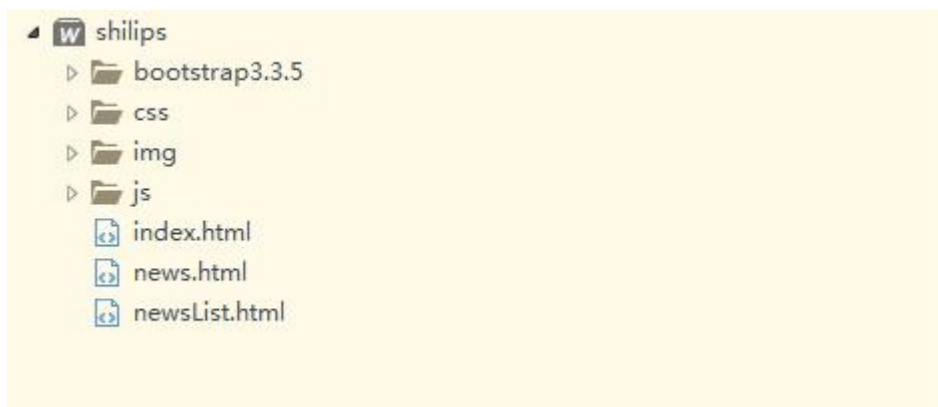 W shilips
bootstrap3.3.5
css
img
js
index.html
news.html
newsList.html